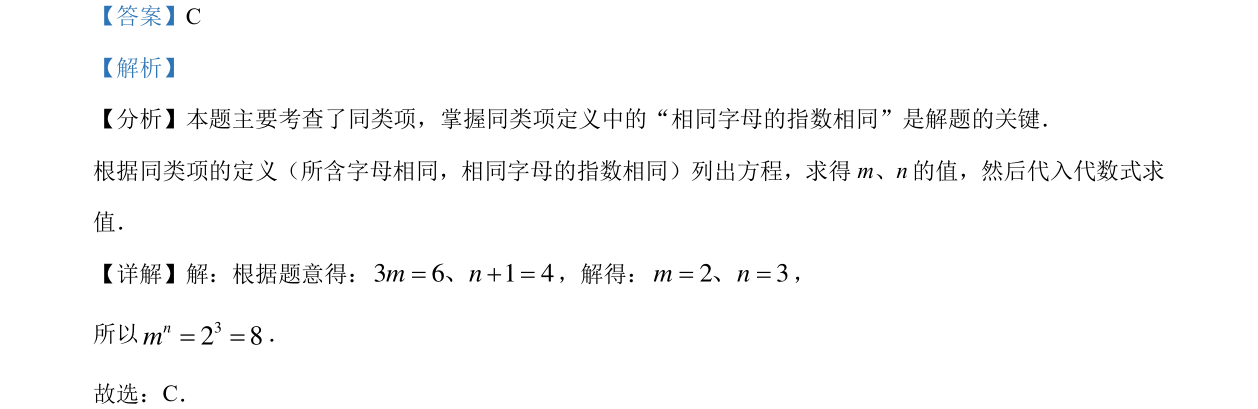 【答案】C
【解析】
【分析】本题主要考查了同类项，掌握同类项定义中的“相同字母的指数相同”是解题的关键．
根据同类项的定义（所含字母相同，相同字母的指数相同）列出方程，求得 m、n 的值，然后代入代数式求
值．
【详解】解：根据题意得：3m = 6、n + 1 = 4，解得：m = 2、n = 3，
所以 mⁿ = 2³ = 8．
故选：C．